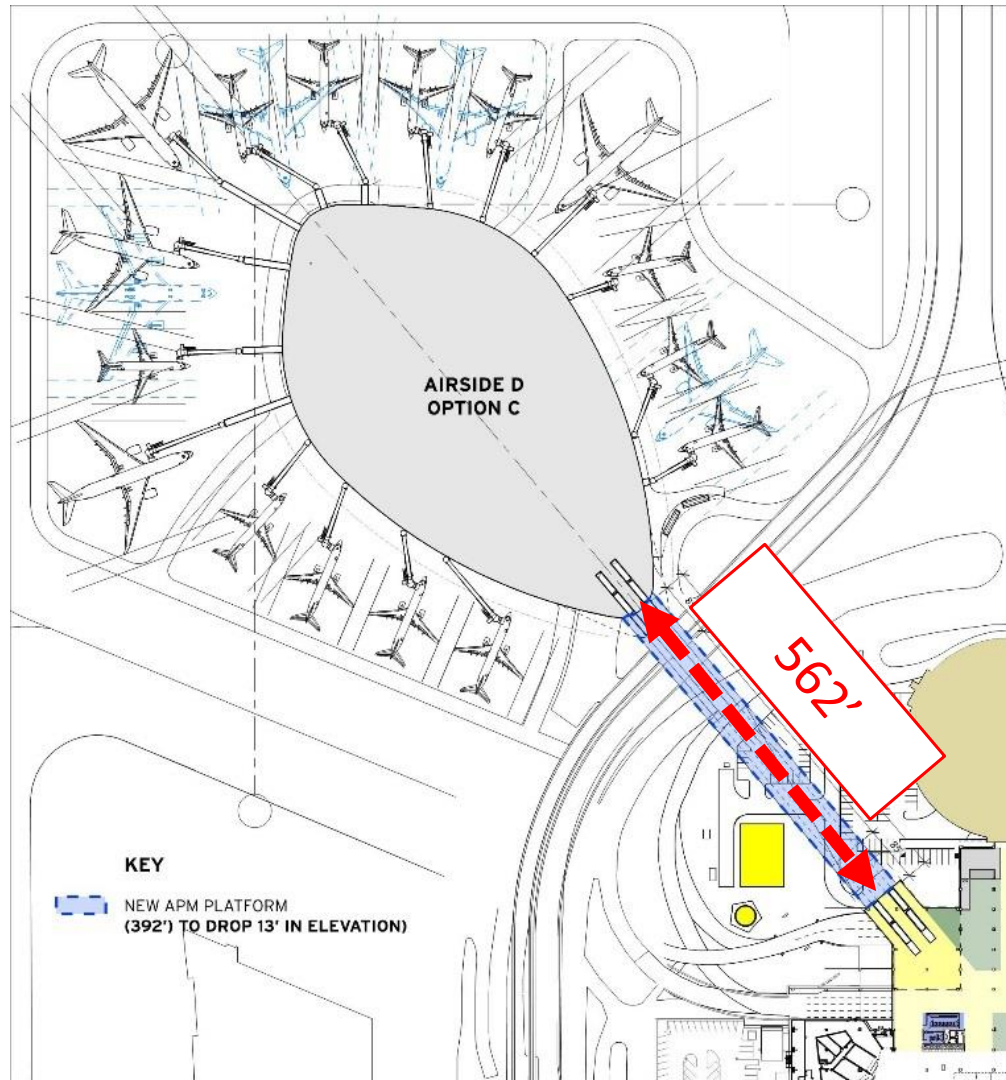 AIRSIDE D
OPTION C
562’
KEY
NEW APM PLATFORM
(392') TO DROP 13' IN ELEVATION)